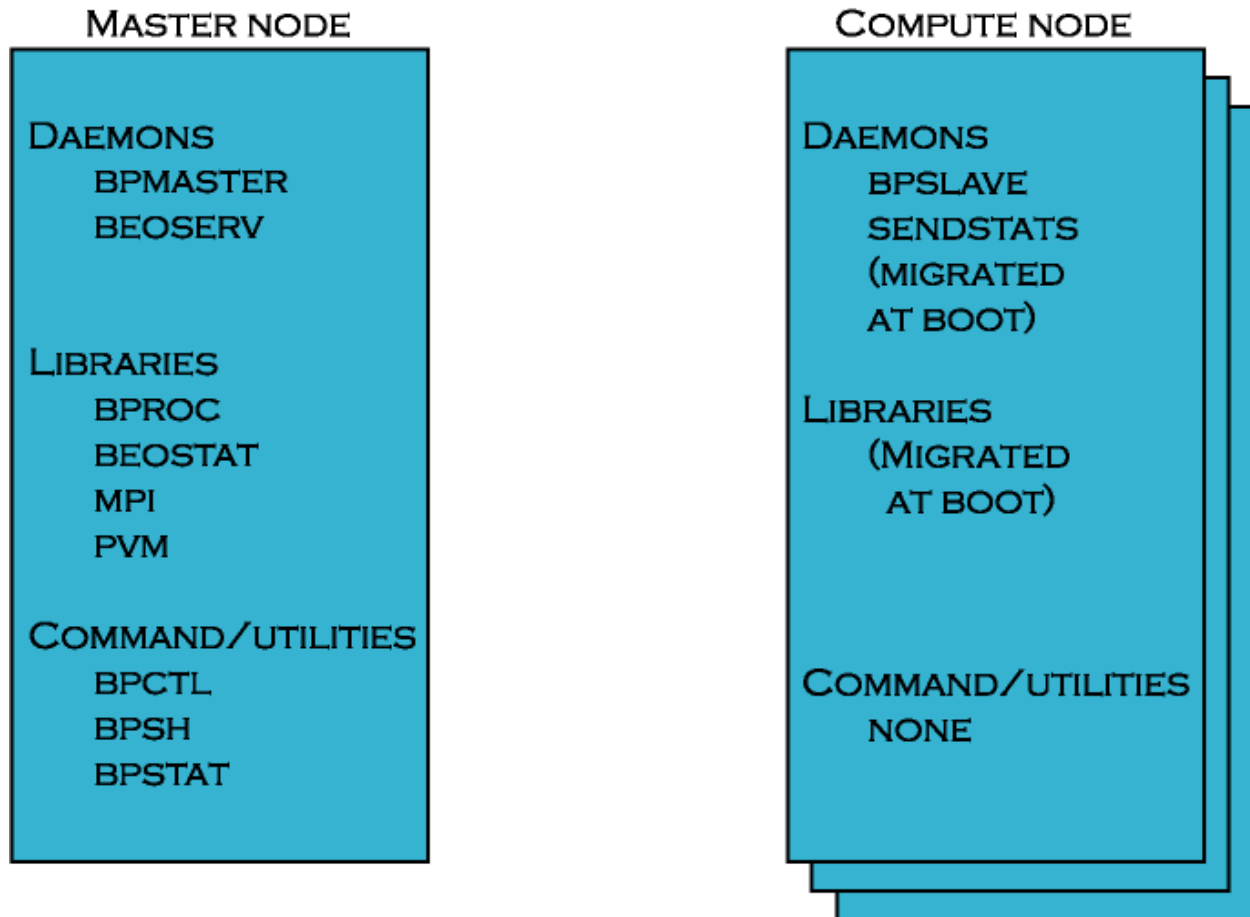 MASTER NODE
DAEMONS
BPMASTER
BEOSERV
LIBRARIES
BPROC
BEOSTAT
MPI
PVM
COMMAND/UTILITIES
BPCTL
BPSH
BPSTAT
COMPUTE NODE
DAEMONS
BPSLAVE
SENDSTATS
(MIGRATED
AT BOOT)
LIBRARIES
(MIGRATED
AT BOOT)
COMMAND/UTILITIES
NONE